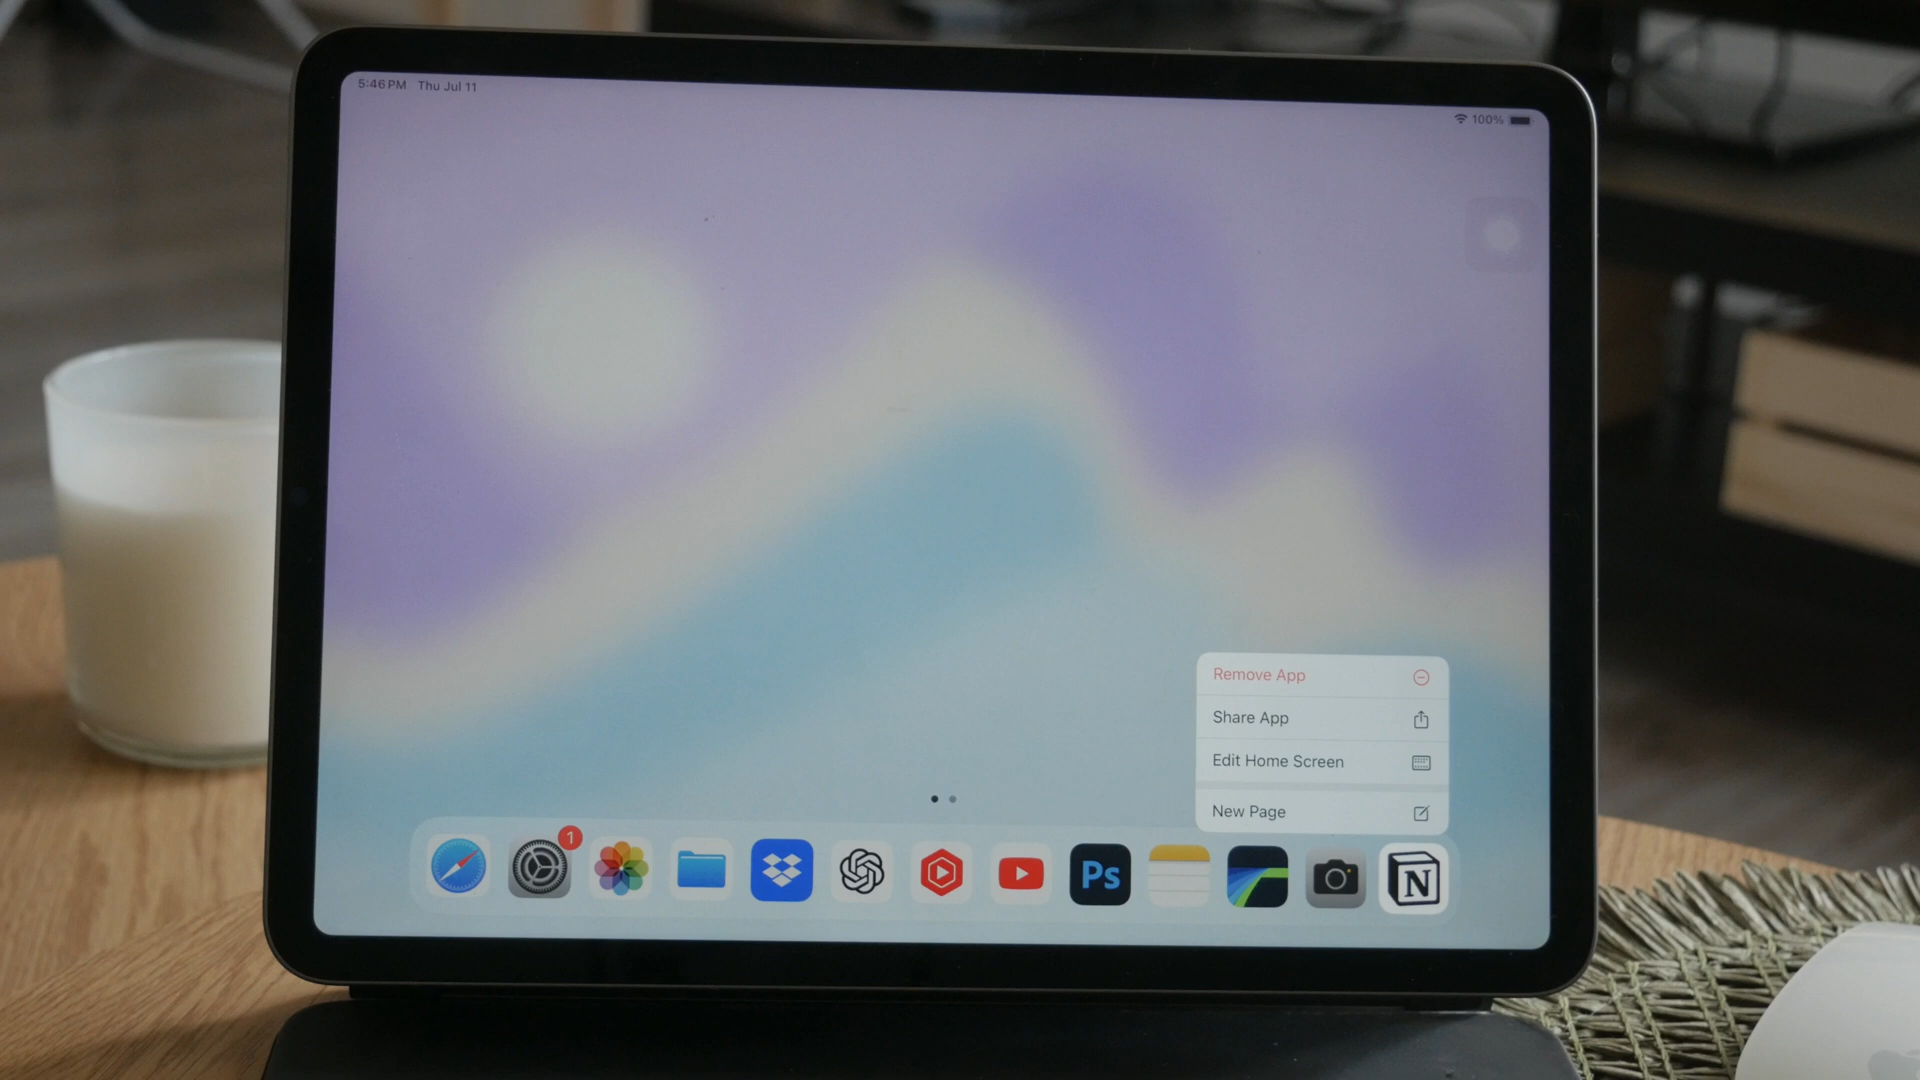 5:46 PM Thu Jul 11
100%
Remove App
Share App
Edit Home Screen
New Page
1
Ps
N